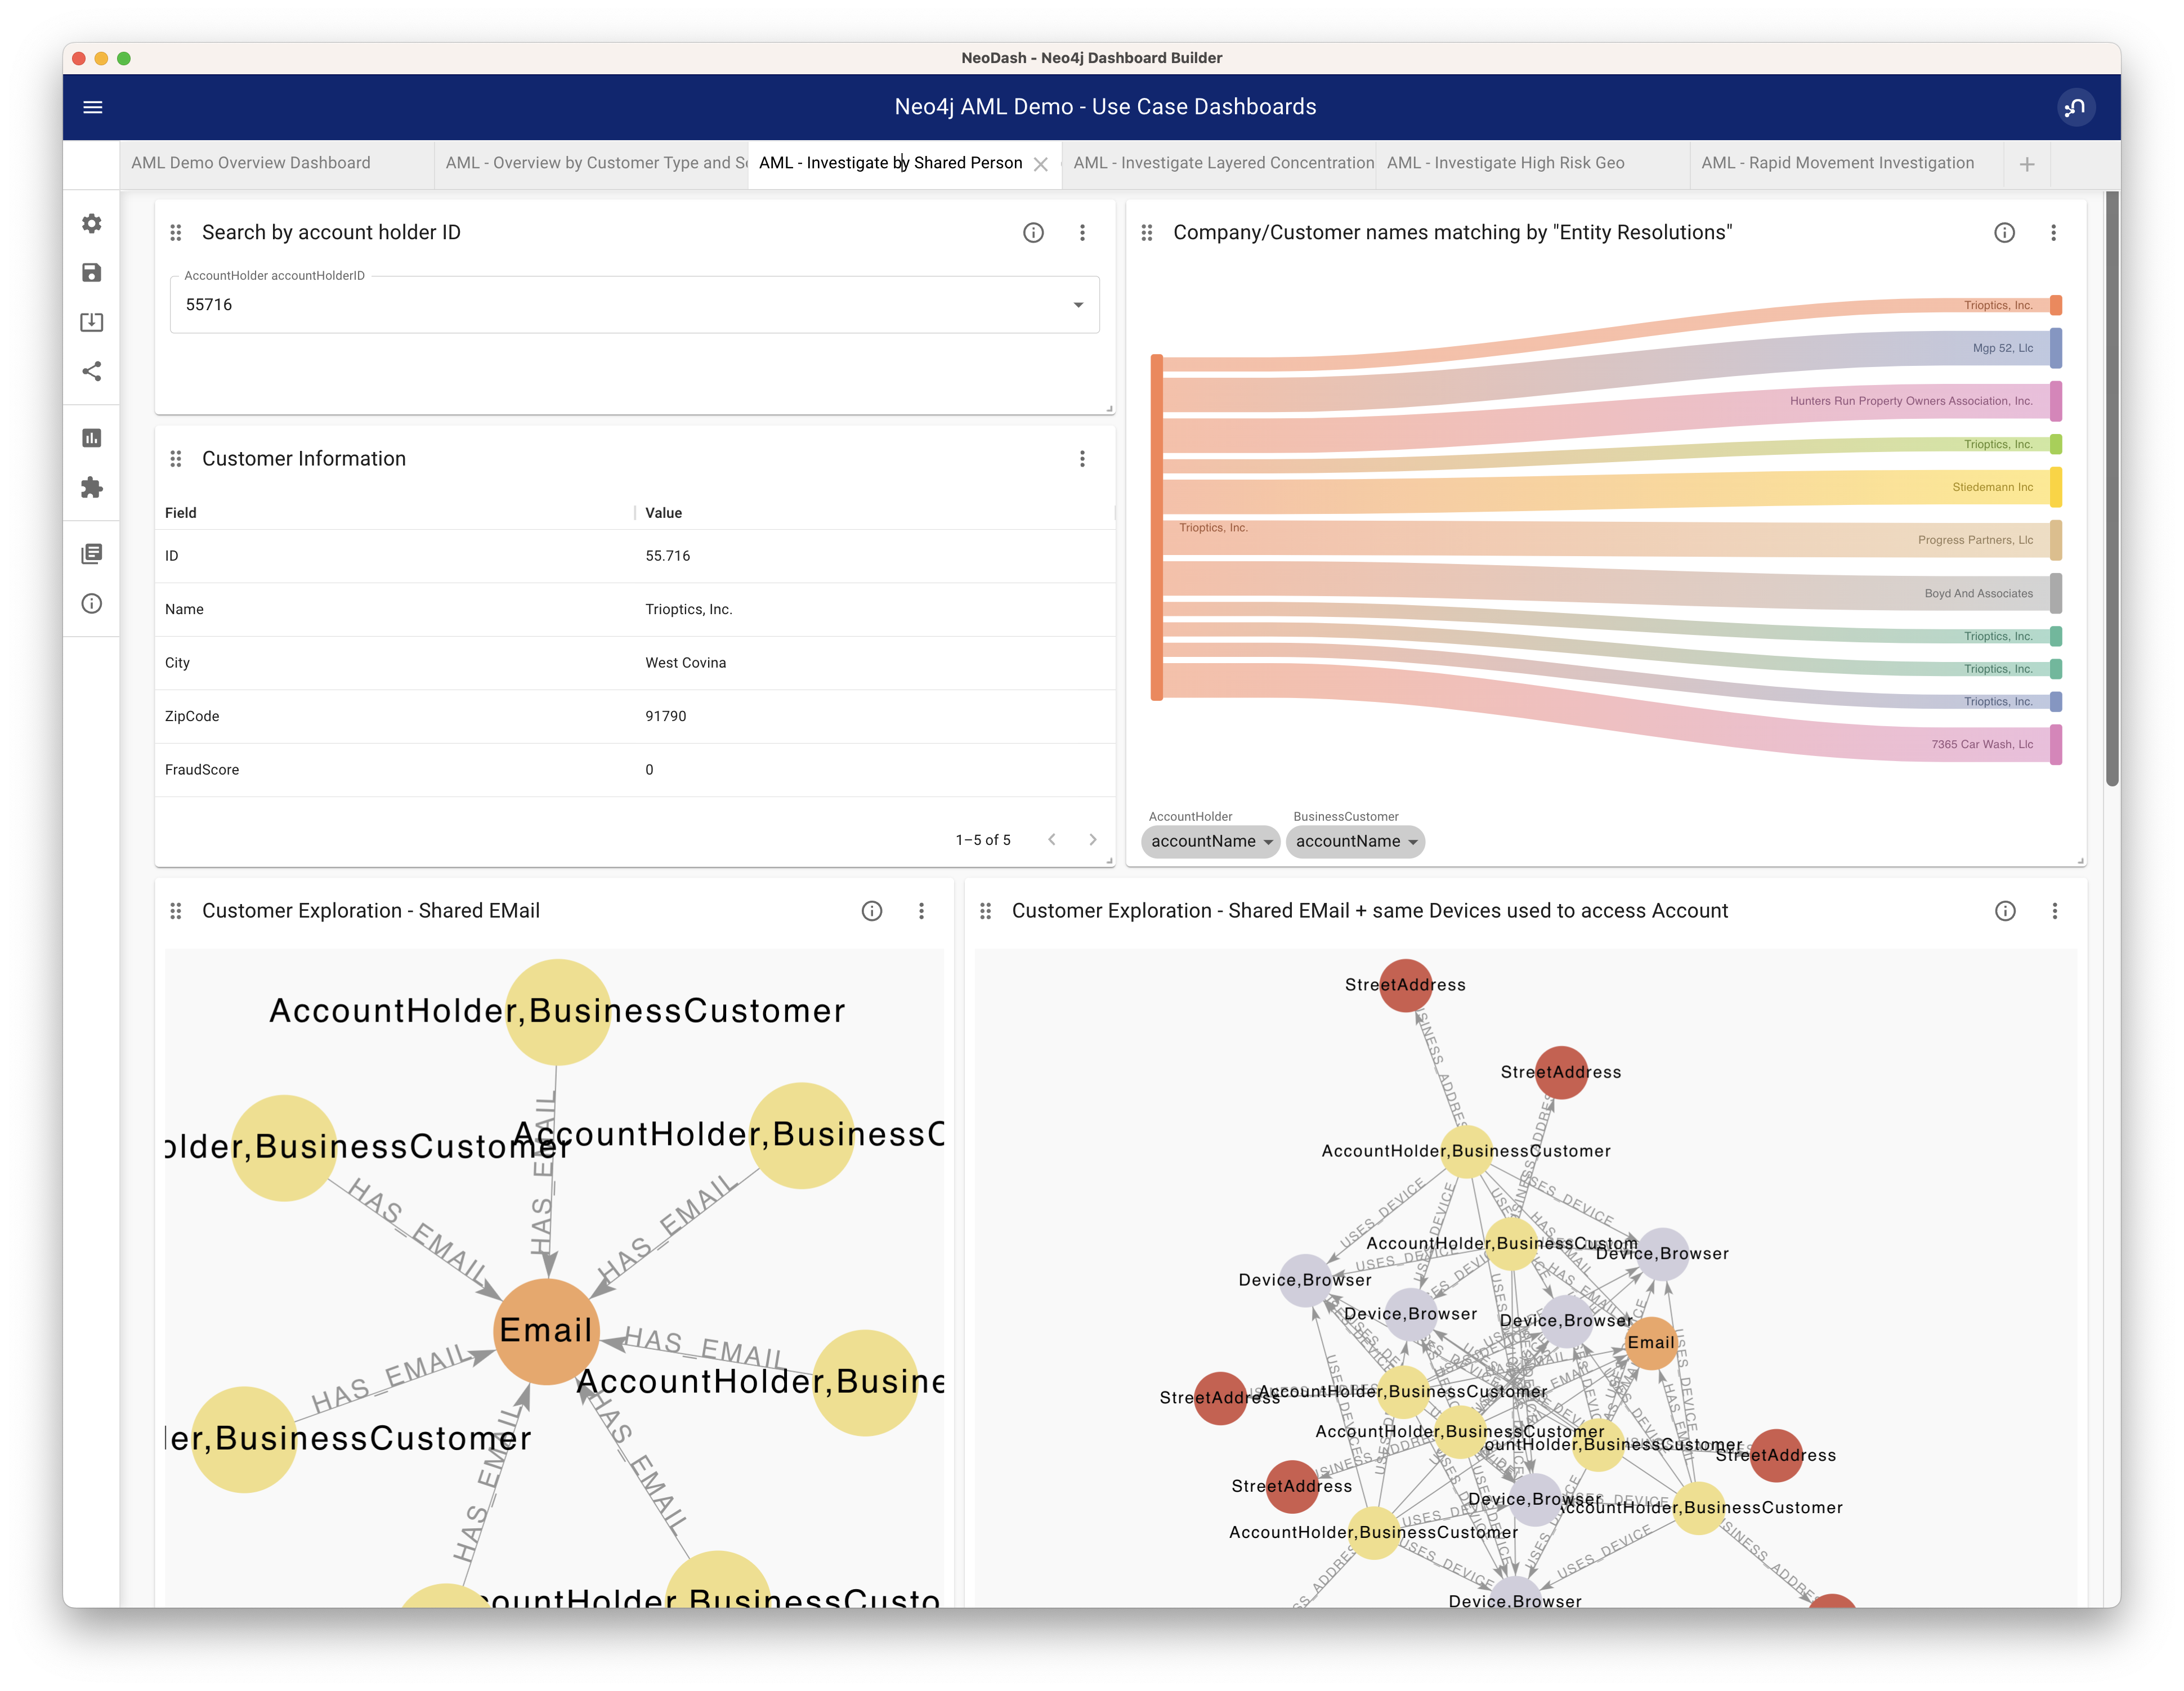 NeoDash - Neo4j Dashboard Builder
Neo4j AML Demo - Use Case Dashboards
AML Demo Overview Dashboard
AML - Overview by Customer Type and
AML - Investigate by Shared Person
AML - Investigate Layered Concentration
AML - Investigate High Risk Geo
AML - Rapid Movement Investigation
Search by account holder ID
AccountHolder accountHolderID
55716
Customer Information
Field Value
ID 55.716
Name Trioptics, Inc.
City West Covina
ZipCode 91790
FraudScore 0
1–5 of 5
Company/Customer names matching by "Entity Resolutions"
Trioptics, Inc.
Mgp 52, Llc
Hunters Run Property Owners Association, Inc.
Trioptics, Inc.
Stiedemann Inc
Trioptics, Inc.
Progress Partners, Llc
Boyd And Associates
Trioptics, Inc.
Trioptics, Inc.
Trioptics, Inc.
7365 Car Wash, Llc
AccountHolder BusinessCustomer
accountName accountName
Customer Exploration - Shared EMail
AccountHolder,BusinessCustomer
older,BusinessCustomer
AccountHolder,BusinessC
HAS_EMAIL
HAS_EMAIL
HAS_EMAIL
Email
HAS_EMAIL
HAS_EMAIL
AccountHolder,Busine
ler,BusinessCustomer
HAS_EMAIL
HAS_EMAIL
countHolder,BusinessCusto
Customer Exploration - Shared EMail + same Devices used to access Account
StreetAddress
StreetAddress
AccountHolder,BusinessCustomer
USES_DEVICE
AccountHolder,BusinessCustom
Device,Browser
Device,Browser
Device,Browser
Device,Browser
Email
StreetAddress
AccountHolder,BusinessCustomer
AccountHolder,BusinessCustomer
ountHolder,BusinessCustomer
StreetAddress
StreetAddress
Device,Browser
AccountHolder,BusinessCustomer
AccountHolder,BusinessCustomer
USES_DEVICE
USES_DEVICE
Device,Browser